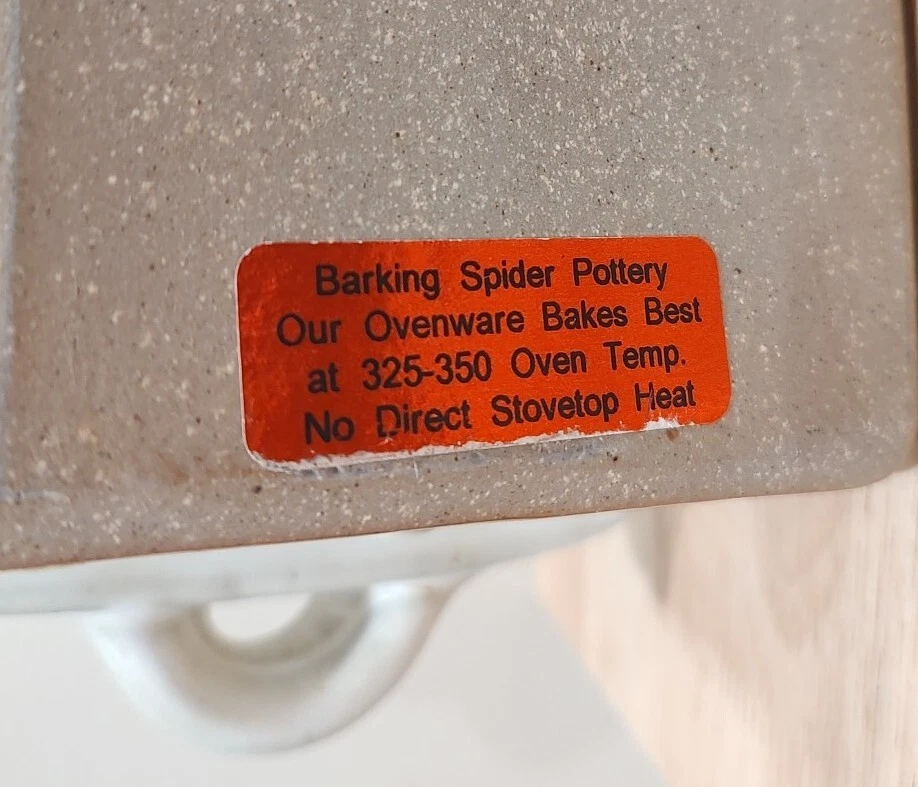 Barking Spider Pottery
Our Ovenware Bakes Best
at 325-350 Oven Temp.
No Direct Stovetop Heat